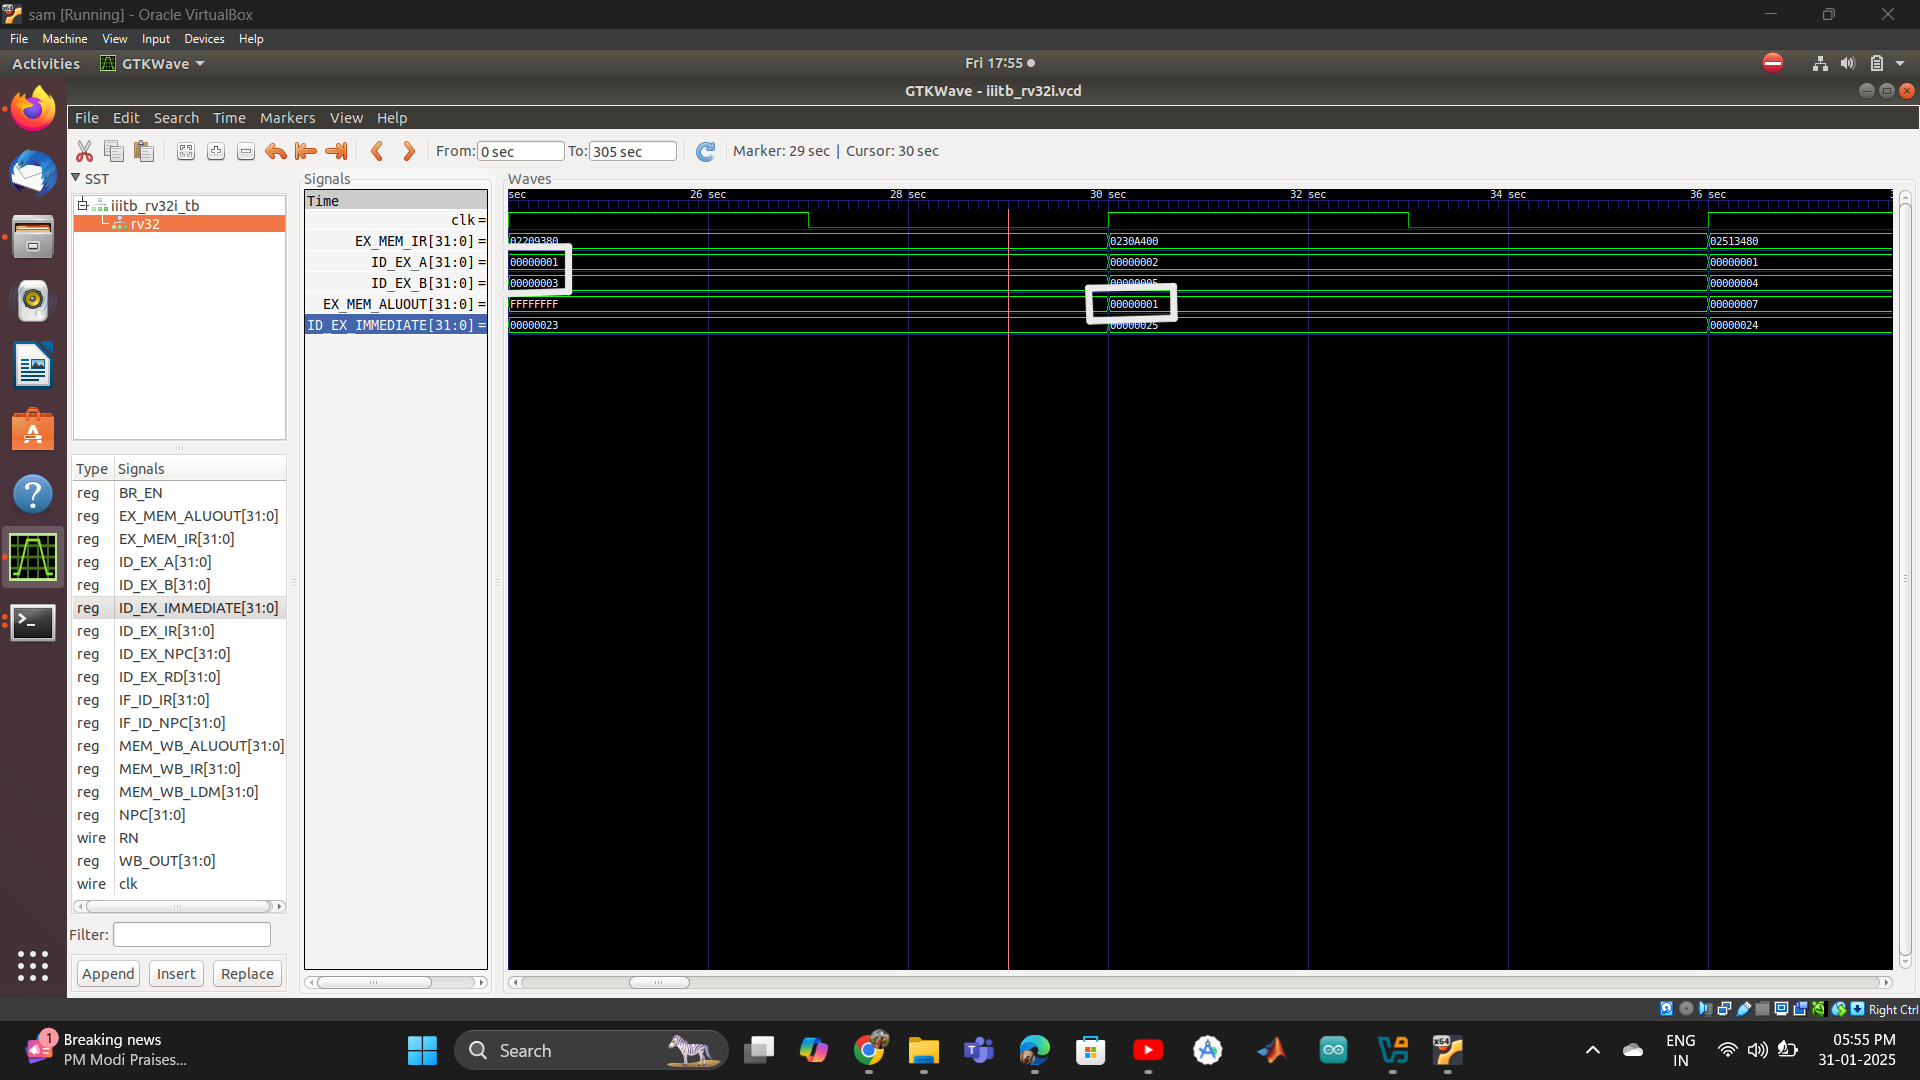 sam [Running] - Oracle VirtualBox
File Machine View Input Devices Help
Activities GTKWave Fri 17:55
GTKWave - iiitb_rv32i.vcd
File Edit Search Time Markers View Help
From: 0 sec To: 305 sec Marker: 29 sec | Cursor: 30 sec
SST
iiitb_rv32i_tb
rv32
Type Signals
reg BR_EN
reg EX_MEM_ALUOUT[31:0]
reg EX_MEM_IR[31:0]
reg ID_EX_A[31:0]
reg ID_EX_B[31:0]
reg ID_EX_IMMEDIATE[31:0]
reg ID_EX_IR[31:0]
reg ID_EX_NPC[31:0]
reg ID_EX_RD[31:0]
reg IF_ID_IR[31:0]
reg IF_ID_NPC[31:0]
reg MEM_WB_ALUOUT[31:0]
reg MEM_WB_IR[31:0]
reg MEM_WB_LDM[31:0]
reg NPC[31:0]
wire RN
reg WB_OUT[31:0]
wire clk
Filter:
Append Insert Replace
Signals
Time
clk =
EX_MEM_IR[31:0] =
ID_EX_A[31:0] =
ID_EX_B[31:0] =
EX_MEM_ALUOUT[31:0] =
ID_EX_IMMEDIATE[31:0] =
Waves
sec 26 sec 28 sec 30 sec 32 sec 34 sec 36 sec
02209380 0230A400 02513480
00000001 00000002 00000001
00000003 00000005 00000004
FFFFFFFF 00000001 00000007
00000023 00000025 00000024
Right Ctrl
1
Breaking news
PM Modi Praises...
Search
ENG
IN
05:55 PM
31-01-2025